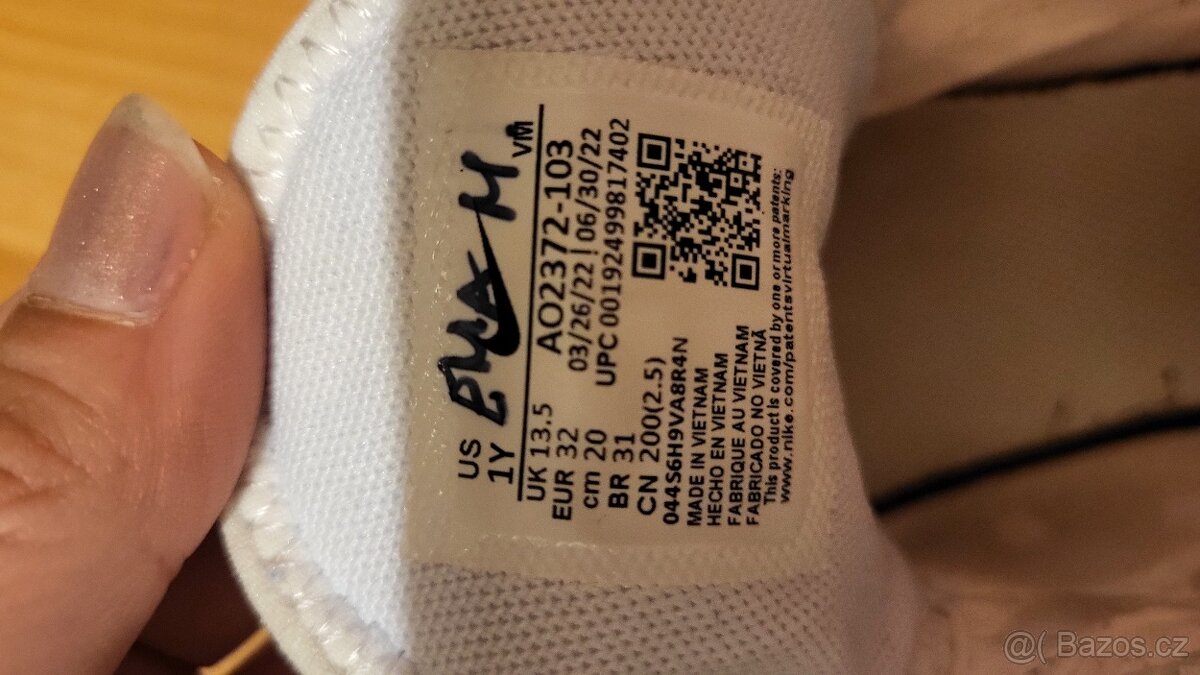 US
1Y
EMA M
VM
UK 13.5
EUR 32
cm 20
BR 31
CN 200(2.5)
AO2372-103
03/26/22 | 06/30/22
UPC 00192499817402
044S6H9VA8R4N
MADE IN VIETNAM
HECHO EN VIETNAM
FABRIQUE AU VIETNAM
FABRICADO NO VIETNÃ
This product is covered by one or more patents:
www.nike.com/patentsvirtualmarking
@( Bazos.cz